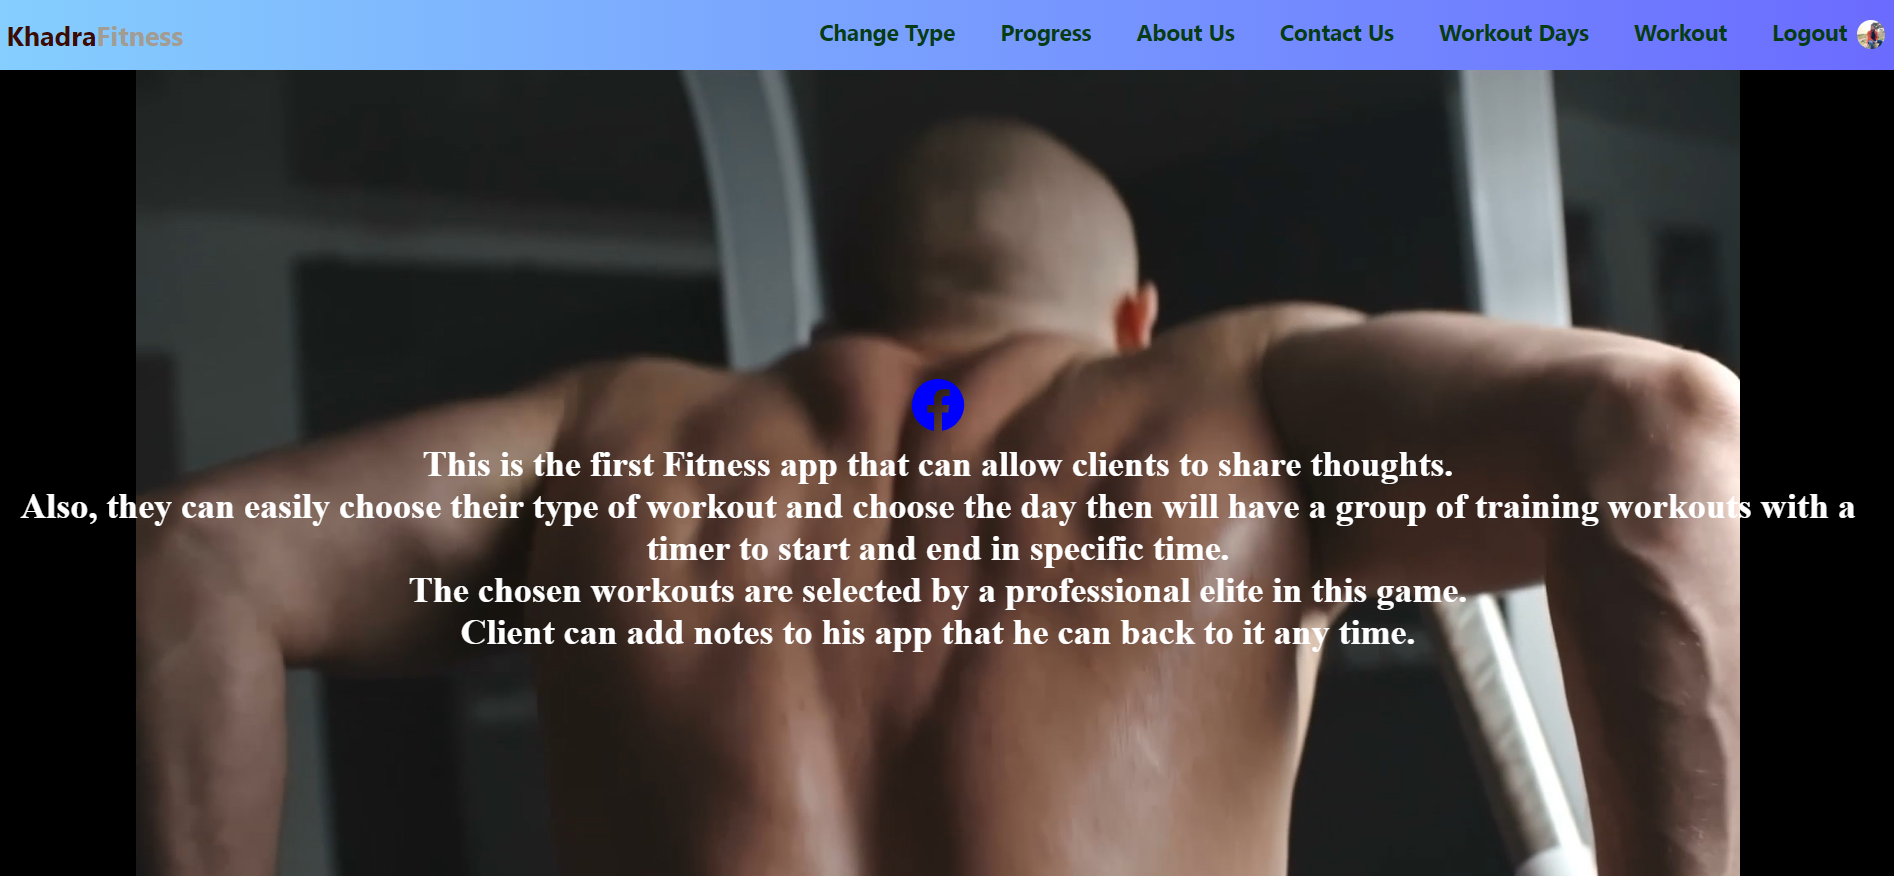 KhadraFitness
Change Type Progress About Us Contact Us Workout Days Workout Logout
This is the first Fitness app that can allow clients to share thoughts.
Also, they can easily choose their type of workout and choose the day then will have a group of training workouts with a
timer to start and end in specific time.
The chosen workouts are selected by a professional elite in this game.
Client can add notes to his app that he can back to it any time.